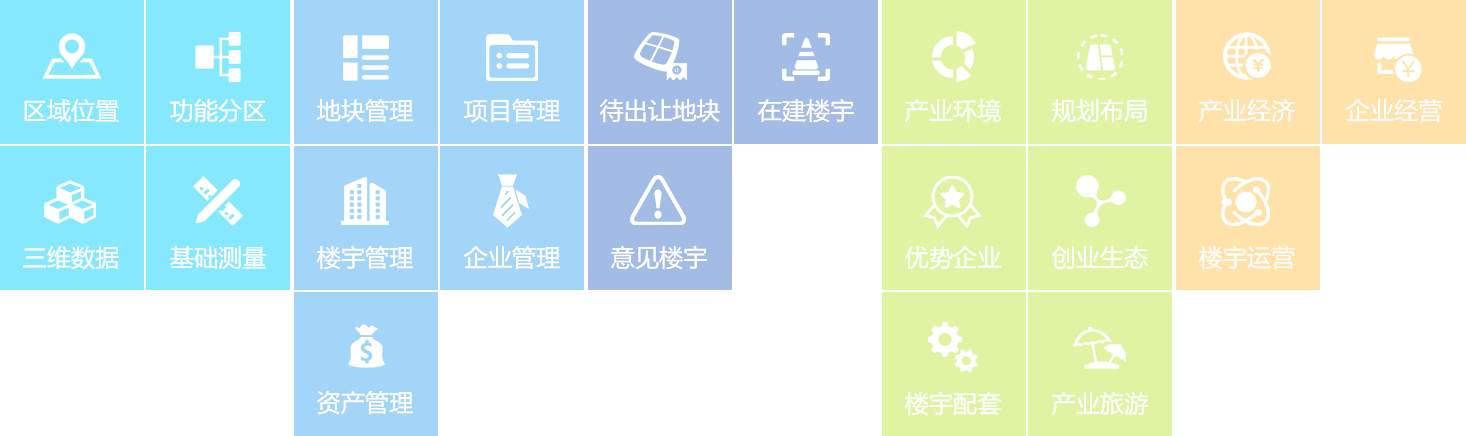 区域位置
功能分区
地块管理
项目管理
待出让地块
在建楼宇
产业环境
规划布局
产业经济
企业经营
三维数据
基础测量
楼宇管理
企业管理
意见楼宇
优势企业
创业生态
楼宇运营
资产管理
楼宇配套
产业旅游